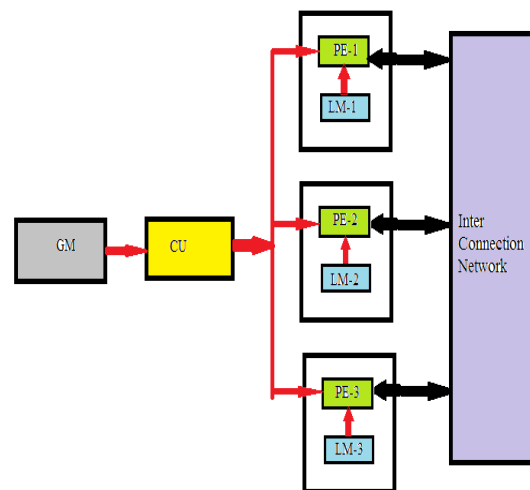 PE-1
LM-1
GM
CU
PE-2
LM-2
Inter
Connection
Network
PE-3
LM-3